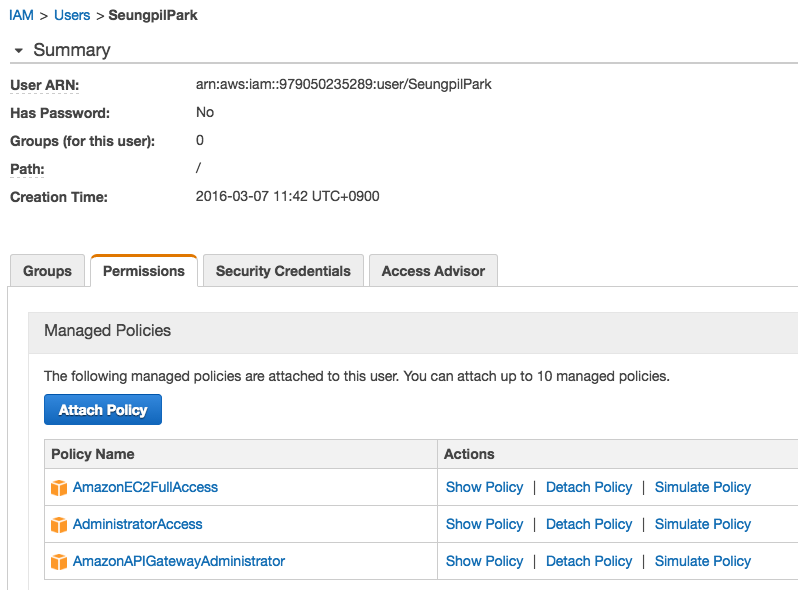 IAM > Users > SeungpilPark
Summary
User ARN: arn:aws:iam::979050235289:user/SeungpilPark
Has Password: No
Groups (for this user): 0
Path: /
Creation Time: 2016-03-07 11:42 UTC+0900
Groups Permissions Security Credentials Access Advisor
Managed Policies
The following managed policies are attached to this user. You can attach up to 10 managed policies.
Attach Policy
Policy Name Actions
AmazonEC2FullAccess Show Policy | Detach Policy | Simulate Policy
AdministratorAccess Show Policy | Detach Policy | Simulate Policy
AmazonAPIGatewayAdministrator Show Policy | Detach Policy | Simulate Policy